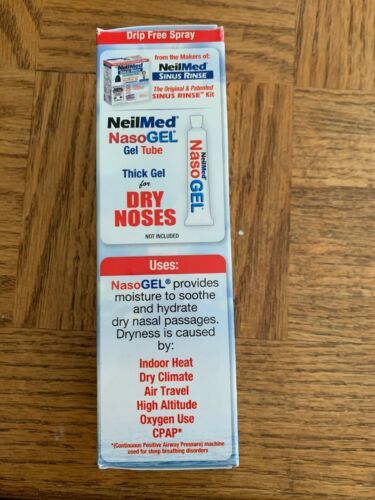 Drip Free Spray
from the Makers of:
NeilMed®
SINUS RINSE™
The Original & Patented
SINUS RINSE™ Kit
NeilMed®
NasoGEL®
Gel Tube
Thick Gel
for
DRY
NOSES
NeilMed®
NasoGEL®
NOT INCLUDED
Uses:
NasoGEL® provides
moisture to soothe
and hydrate
dry nasal passages.
Dryness is caused
by:
Indoor Heat
Dry Climate
Air Travel
High Altitude
Oxygen Use
CPAP*
*(Continuous Positive Airway Pressure) machine
used for sleep breathing disorders